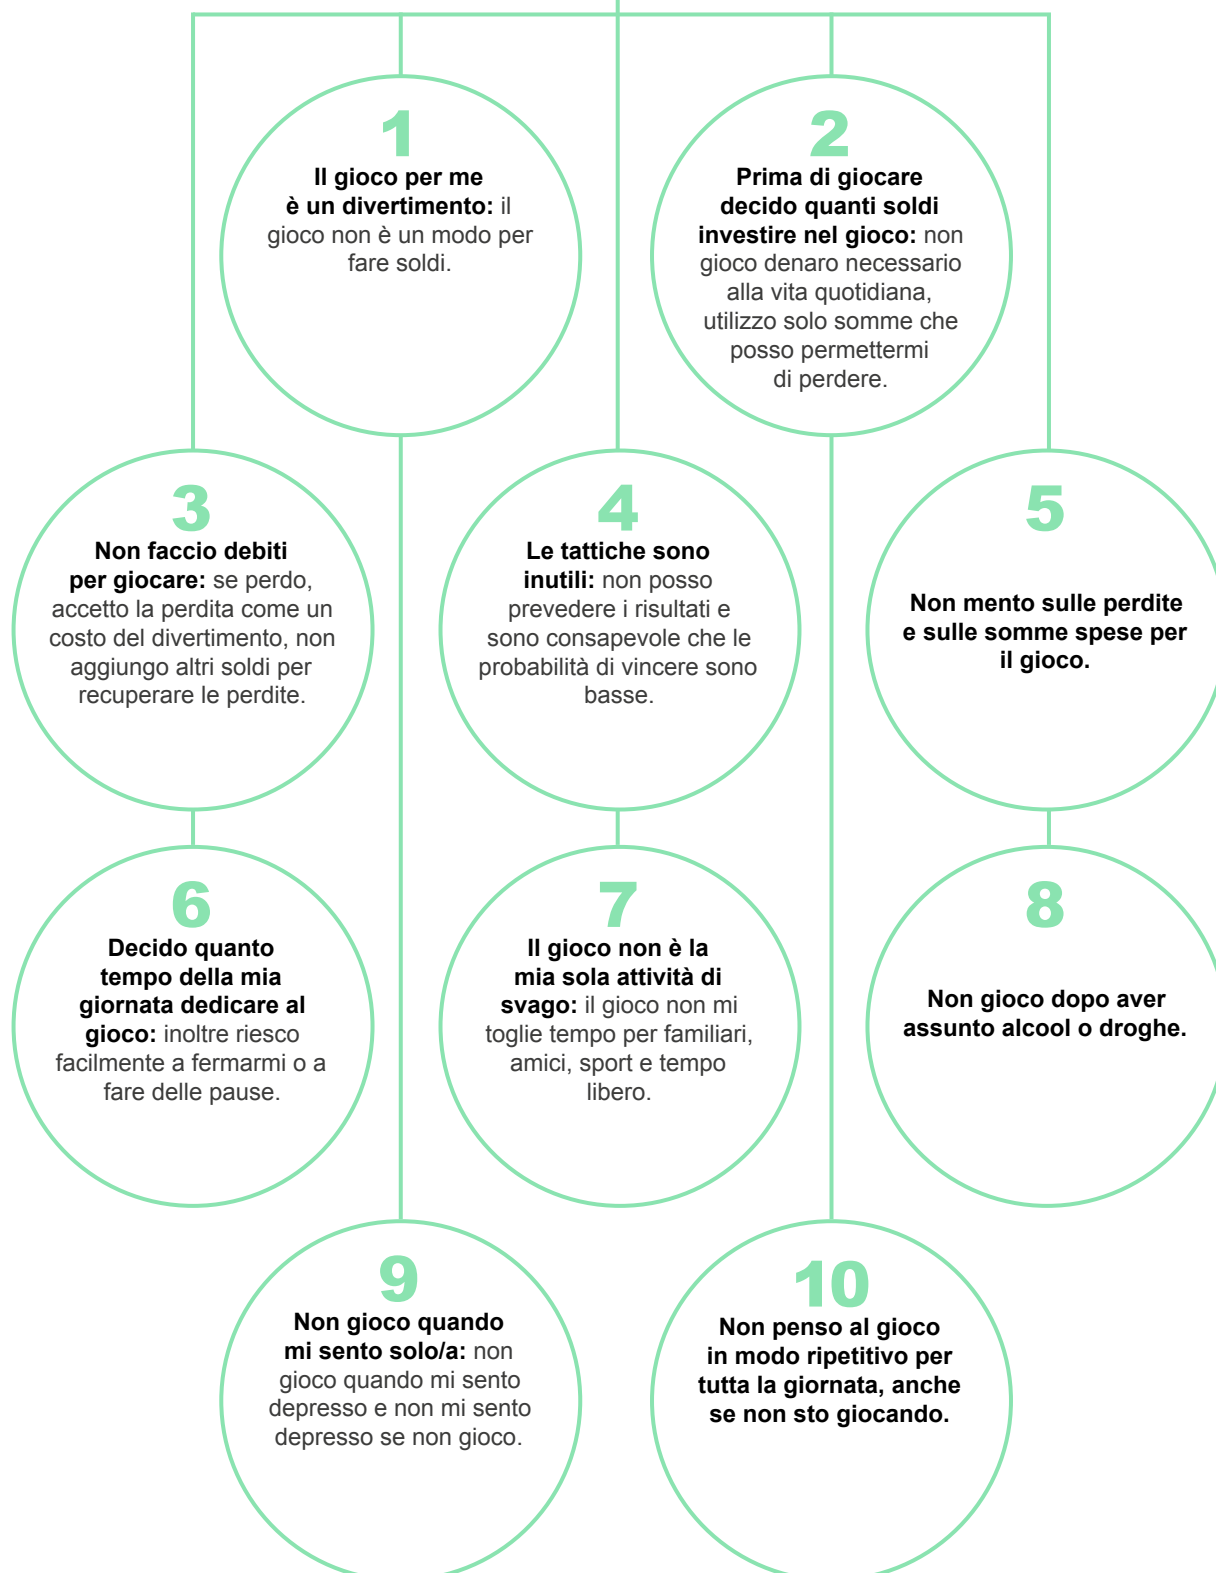 1
Il gioco per me
è un divertimento: il
gioco non è un modo per
fare soldi.
2
Prima di giocare
decido quanti soldi
investire nel gioco: non
gioco denaro necessario
alla vita quotidiana,
utilizzo solo somme che
posso permettermi
di perdere.
3
Non faccio debiti
per giocare: se perdo,
accetto la perdita come un
costo del divertimento, non
aggiungo altri soldi per
recuperare le perdite.
4
Le tattiche sono
inutili: non posso
prevedere i risultati e
sono consapevole che le
probabilità di vincere sono
basse.
5
Non mento sulle perdite
e sulle somme spese per
il gioco.
6
Decido quanto
tempo della mia
giornata dedicare al
gioco: inoltre riesco
facilmente a fermarmi o a
fare delle pause.
7
Il gioco non è la
mia sola attività di
svago: il gioco non mi
toglie tempo per familiari,
amici, sport e tempo
libero.
8
Non gioco dopo aver
assunto alcool o droghe.
9
Non gioco quando
mi sento solo/a: non
gioco quando mi sento
depresso e non mi sento
depresso se non gioco.
10
Non penso al gioco
in modo ripetitivo per
tutta la giornata, anche
se non sto giocando.